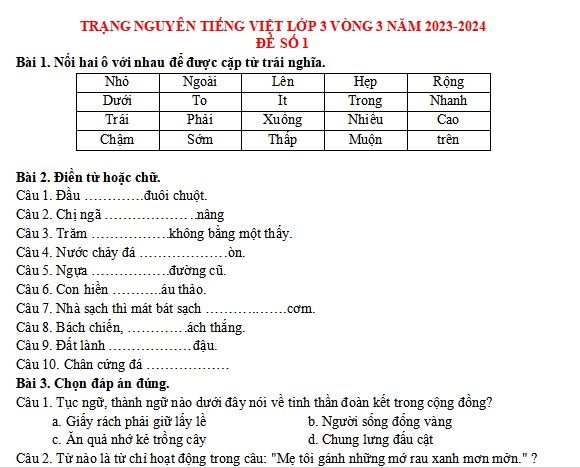 TRẠNG NGUYÊN TIẾNG VIỆT LỚP 3 VÒNG 3 NĂM 2023-2024
ĐỀ SỐ 1
Bài 1. Nối hai ô với nhau để được cặp từ trái nghĩa.
Nhỏ Ngoài Lên Hẹp Rộng
Dưới To Ít Trong Nhanh
Trái Phải Xuống Nhiều Cao
Chậm Sớm Thấp Muộn trên
Bài 2. Điền từ hoặc chữ.
Câu 1. Đầu ………….đuôi chuột.
Câu 2. Chị ngã ………………..nâng
Câu 3. Trăm ……………..không bằng một thấy.
Câu 4. Nước chảy đá ………………..òn.
Câu 5. Ngựa ……………..đường cũ.
Câu 6. Con hiền ………...áu thảo.
Câu 7. Nhà sạch thì mát bát sạch ……………..cơm.
Câu 8. Bách chiến, …………ách thắng.
Câu 9. Đất lành ………………đậu.
Câu 10. Chân cứng đá ………………
Bài 3. Chọn đáp án đúng.
Câu 1. Tục ngữ, thành ngữ nào dưới đây nói về tinh thần đoàn kết trong cộng đồng?
a. Giấy rách phải giữ lấy lề b. Người sống đống vàng
c. Ăn quả nhớ kẻ trồng cây d. Chung lưng đấu cật
Câu 2. Từ nào là từ chỉ hoạt động trong câu: "Mẹ tôi gánh những mớ rau xanh mơn mởn." ?